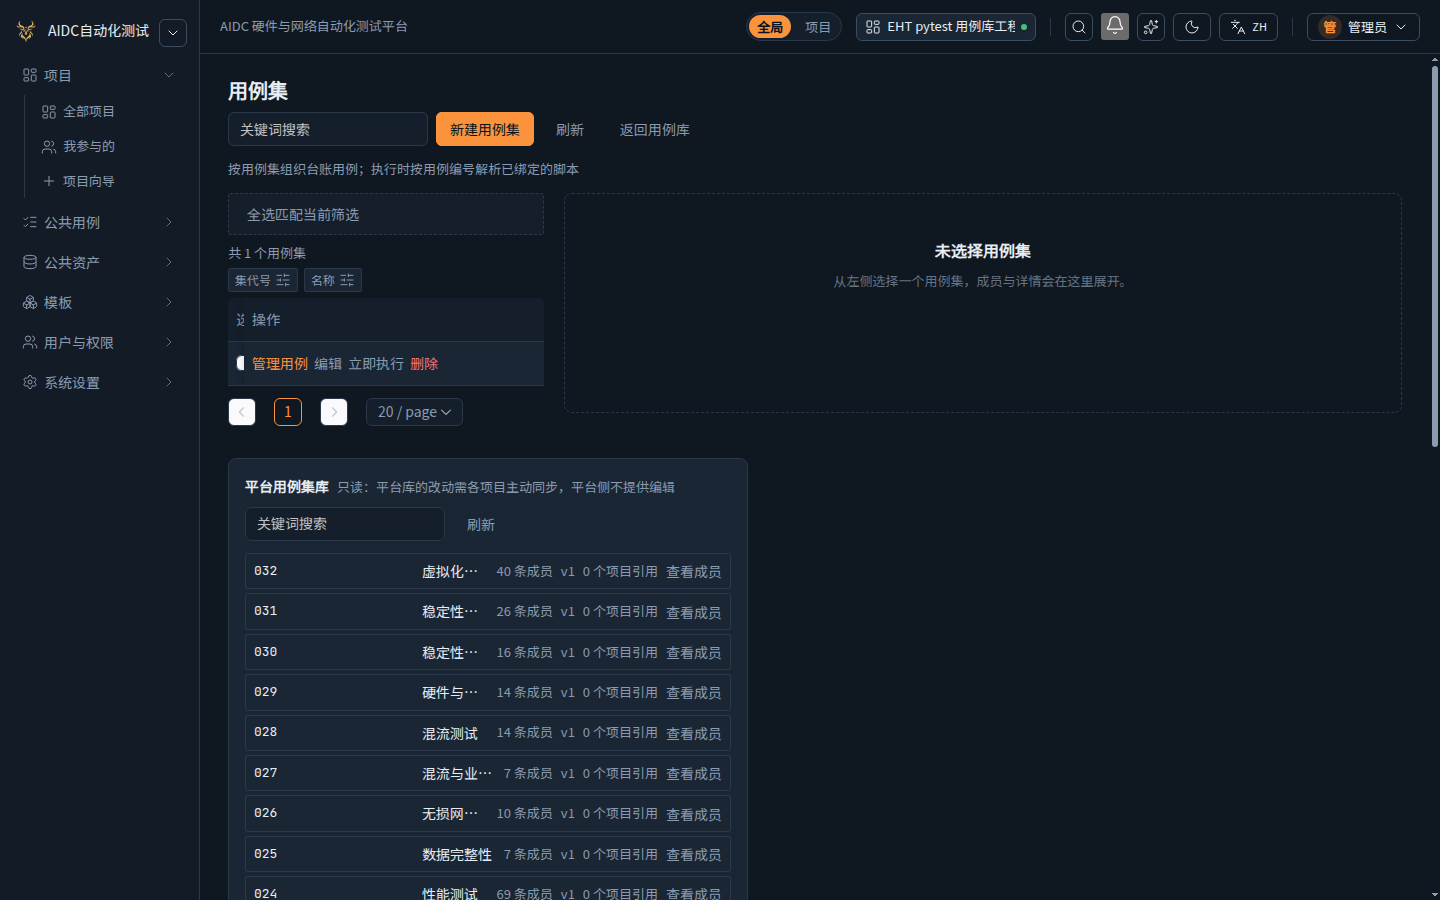 AIDC自动化测试
AIDC 硬件与网络自动化测试平台
全局
项目
EHT pytest 用例库工程
ZH
管
管理员
项目
全部项目
我参与的
项目向导
公共用例
公共资产
模板
用户与权限
系统设置
用例集
关键词搜索
新建用例集
刷新
返回用例库
按用例集组织台账用例；执行时按用例编号解析已绑定的脚本
全选匹配当前筛选
共 1 个用例集
集代号
名称
操作
管理用例 编辑 立即执行 删除
1
20 / page
未选择用例集
从左侧选择一个用例集，成员与详情会在这里展开。
平台用例集库 只读：平台库的改动需各项目主动同步，平台侧不提供编辑
关键词搜索
刷新
032 虚拟化… 40 条成员 v1 0 个项目引用 查看成员
031 稳定性… 26 条成员 v1 0 个项目引用 查看成员
030 稳定性… 16 条成员 v1 0 个项目引用 查看成员
029 硬件与… 14 条成员 v1 0 个项目引用 查看成员
028 混流测试 14 条成员 v1 0 个项目引用 查看成员
027 混流与业… 7 条成员 v1 0 个项目引用 查看成员
026 无损网… 10 条成员 v1 0 个项目引用 查看成员
025 数据完整性 7 条成员 v1 0 个项目引用 查看成员
024 性能测试 69 条成员 v1 0 个项目引用 查看成员